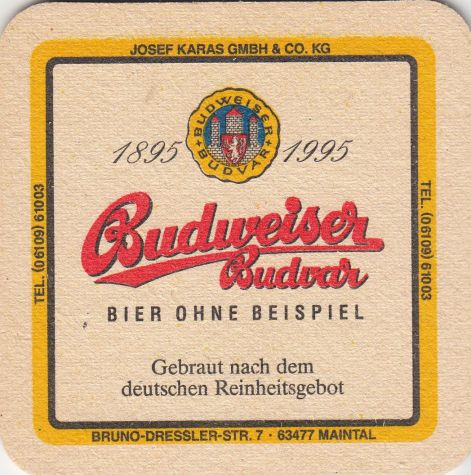 JOSEF KARAS GMBH & CO. KG
BUDWEISER
BUDVAR
1895 1995
Budweiser
Budvar
BIER OHNE BEISPIEL
Gebraut nach dem
deutschen Reinheitsgebot
TEL. (06109) 61003
TEL. (06109) 61003
BRUNO-DRESSLER-STR. 7 · 63477 MAINTAL